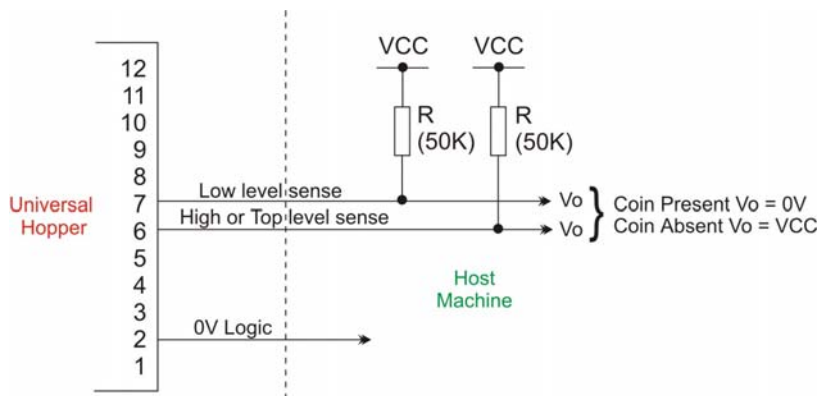 VCC VCC
12
11
10
9
8
7
6
5
4
3
2
1
R
(50K)
R
(50K)
Low level sense
High or Top level sense
Universal
Hopper
Vo
Vo
}
Coin Present Vo = 0V
Coin Absent Vo = VCC
Host
Machine
0V Logic